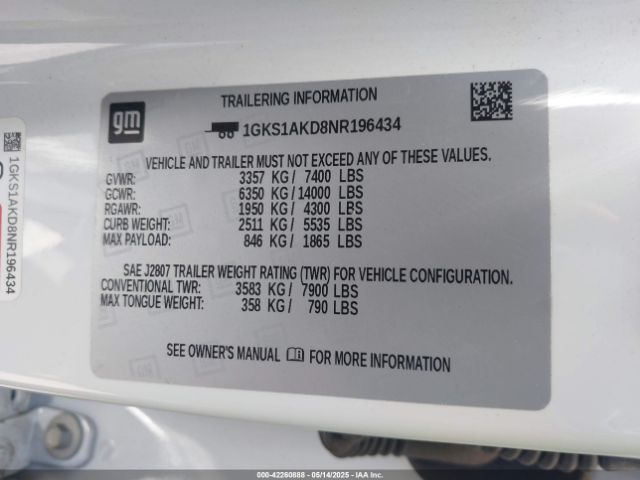 gm
TRAILERING INFORMATION
1GKS1AKD8NR196434
VEHICLE AND TRAILER MUST NOT EXCEED ANY OF THESE VALUES.
GVWR: 3357 KG / 7400 LBS
GCWR: 6350 KG / 14000 LBS
RGAWR: 1950 KG / 4300 LBS
CURB WEIGHT: 2511 KG / 5535 LBS
MAX PAYLOAD: 846 KG / 1865 LBS
SAE J2807 TRAILER WEIGHT RATING (TWR) FOR VEHICLE CONFIGURATION.
CONVENTIONAL TWR: 3583 KG / 7900 LBS
MAX TONGUE WEIGHT: 358 KG / 790 LBS
SEE OWNER'S MANUAL FOR MORE INFORMATION
1GKS1AKD8NR196434
000-42260888 05/14/2025 IAAI.COM